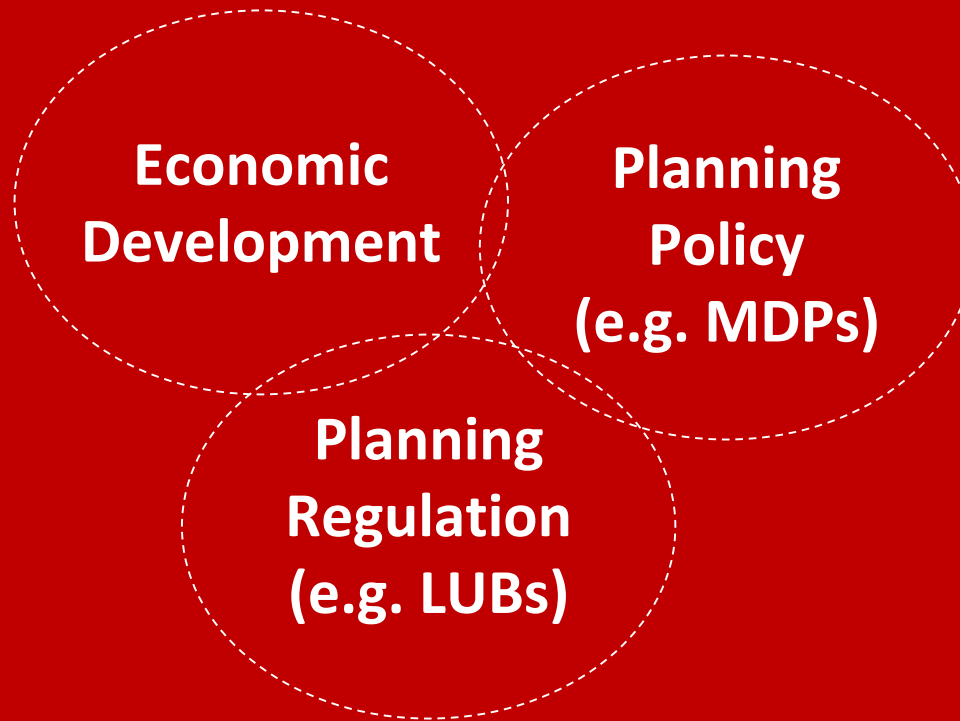 Economic
Development
Planning
Policy
(e.g. MDPs)
Planning
Regulation
(e.g. LUBs)